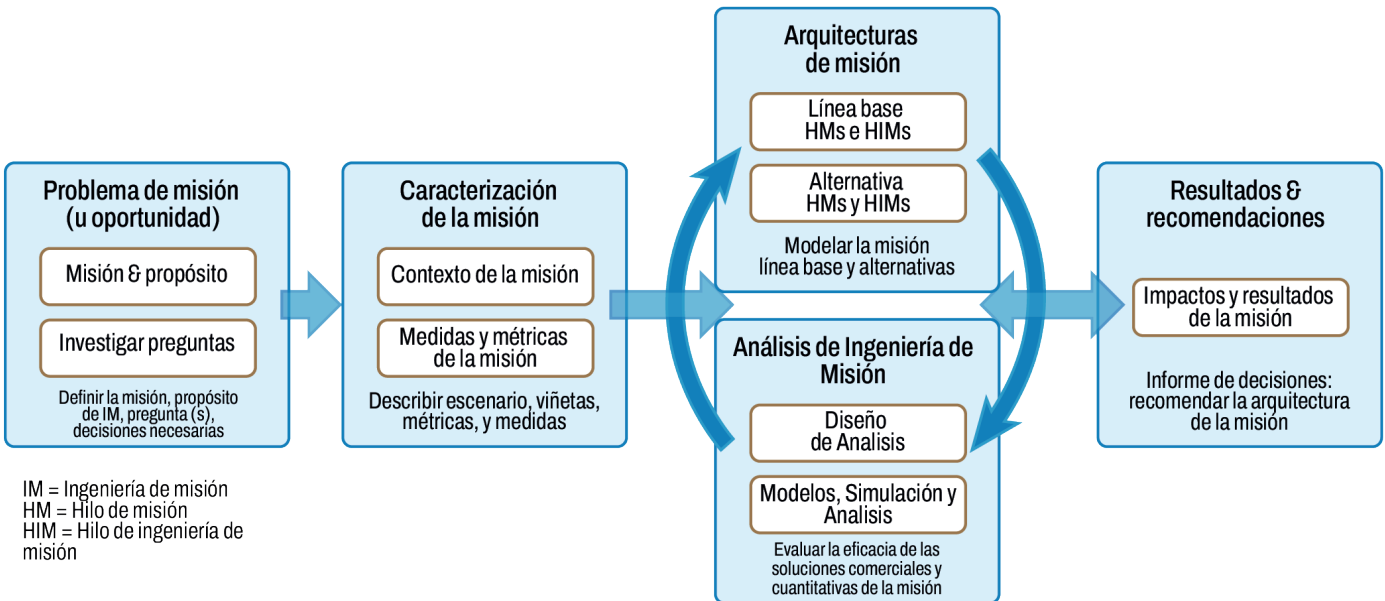 Problema de misión
(u oportunidad)
Misión & propósito
Investigar preguntas
Definir la misión, propósito
de IM, pregunta (s),
decisiones necesarias
Caracterización
de la misión
Contexto de la misión
Medidas y métricas
de la misión
Describir escenario, viñetas,
métricas, y medidas
Arquitecturas
de misión
Línea base
HMs e HIMs
Alternativa
HMs y HIMs
Modelar la misión
línea base y alternativas
Análisis de Ingeniería de
Misión
Diseño
de Analisis
Modelos, Simulación y
Analisis
Evaluar la eficacia de las
soluciones comerciales y
cuantitativas de la misión
Resultados &
recomendaciones
Impactos y resultados
de la misión
Informe de decisiones:
recomendar la arquitectura
de la misión
IM = Ingeniería de misión
HM = Hilo de misión
HIM = Hilo de ingeniería de
misión